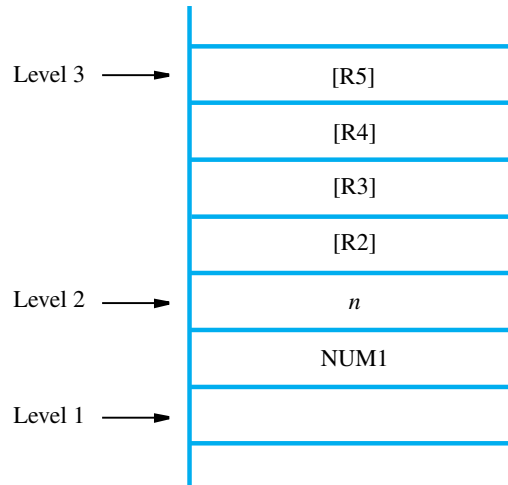 Level 3 [R5]
[R4]
[R3]
[R2]
Level 2 n
NUM1
Level 1